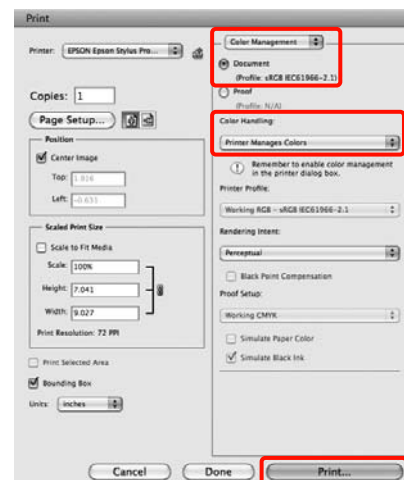 Print
Printer: EPSON Epson Stylus Pro...
Copies: 1
Page Setup...
Position
Center Image
Top: 1.816
Left: -0.633
Scaled Print Size
Scale to Fit Media
Scale: 100%
Height: 7.041
Width: 9.027
Print Resolution: 72 PPI
Print Selected Area
Bounding Box
Units: inches
Color Management
Document
(Profile: sRGB IEC61966-2.1)
Proof
(Profile: N/A)
Color Handling:
Printer Manages Colors
Remember to enable color management
in the printer dialog box.
Printer Profile:
Working RGB - sRGB IEC61966-2.1
Rendering Intent:
Perceptual
Black Point Compensation
Proof Setup:
Working CMYK
Simulate Paper Color
Simulate Black Ink
Cancel
Done
Print...